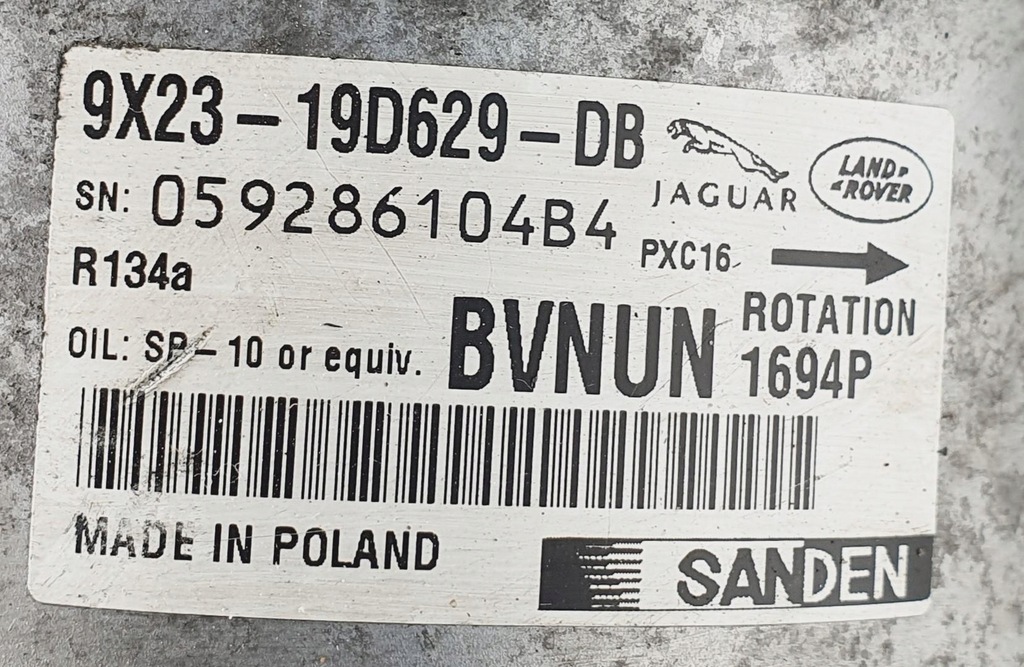 9X23-19D629-DB
JAGUAR
LAND
ROVER
SN: 059286104B4
PXC16
R134a
BVNUN
ROTATION
OIL: SP-10 or equiv.
1694P
MADE IN POLAND
SANDEN